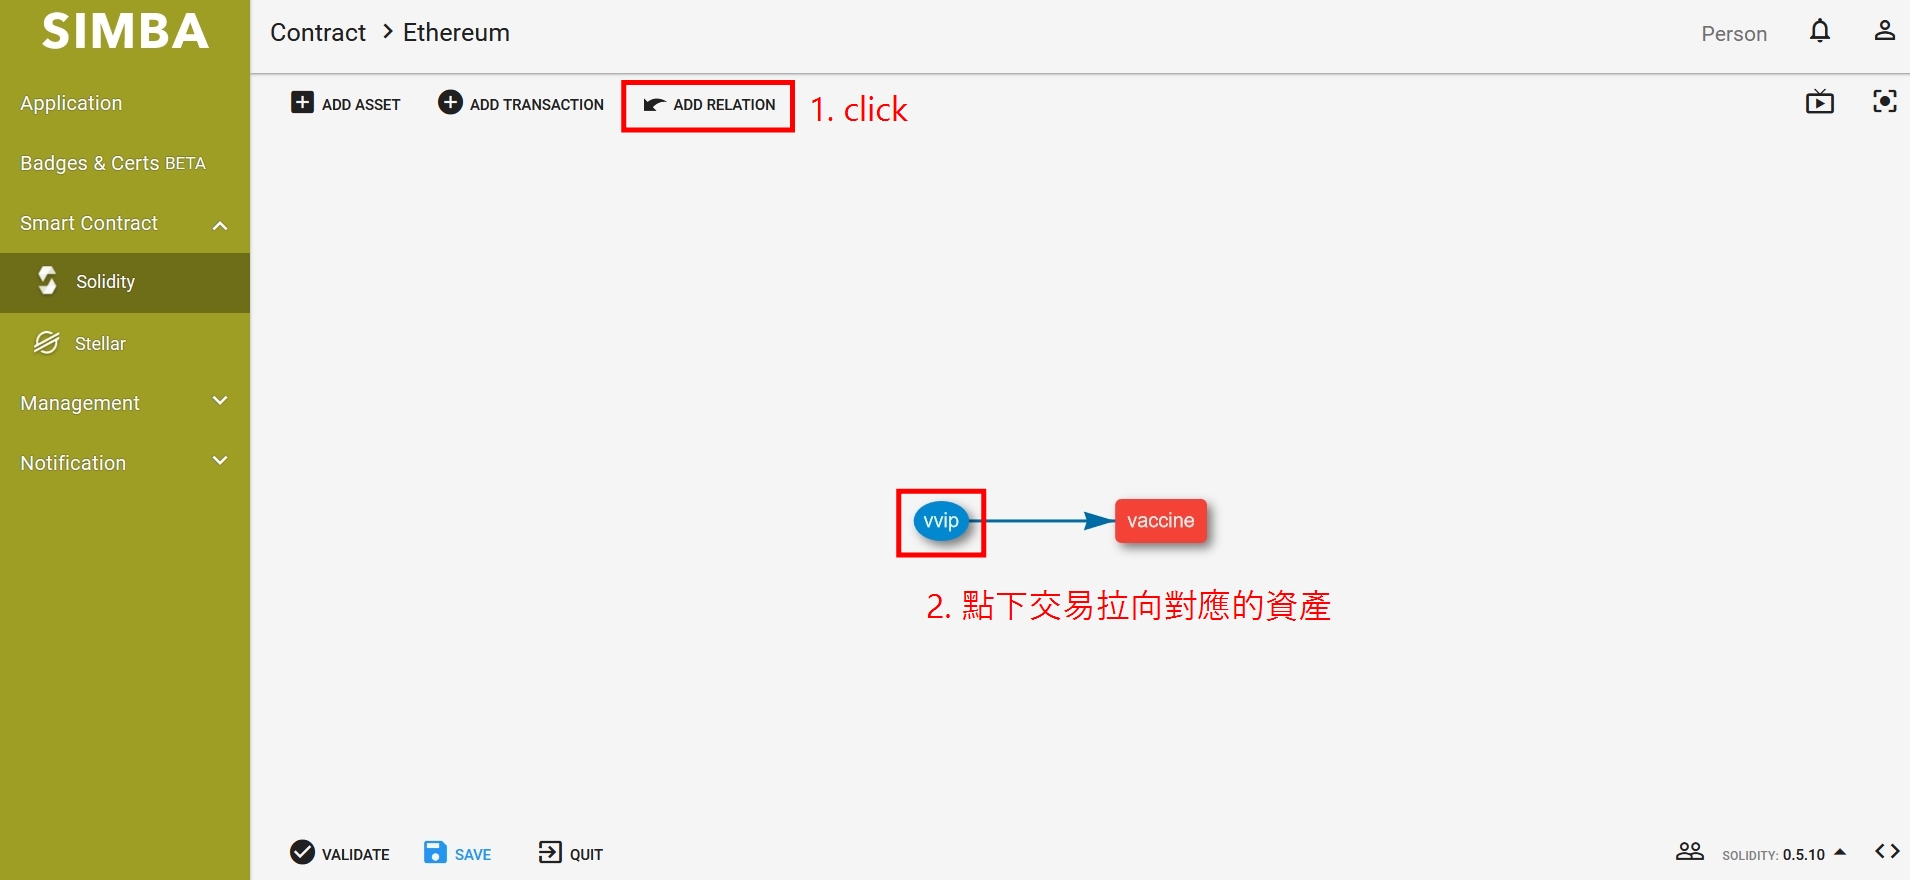 SIMBA
Contract > Ethereum
Person
Application
Badges & Certs BETA
Smart Contract
Solidity
Stellar
Management
Notification
ADD ASSET
ADD TRANSACTION
ADD RELATION
1. click
vvip
vaccine
2. 點下交易拉向對應的資產
VALIDATE
SAVE
QUIT
SOLIDITY: 0.5.10